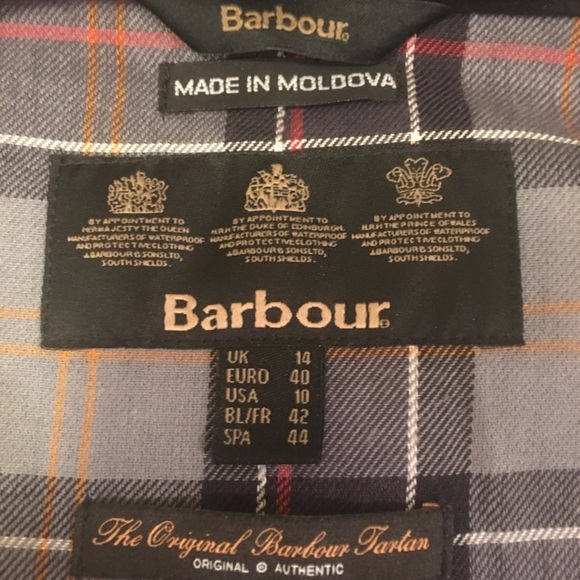 Barbour®
MADE IN MOLDOVA
BY APPOINTMENT TO
HER MAJESTY THE QUEEN
MANUFACTURERS OF WATERPROOF
AND PROTECTIVE CLOTHING
J.BARBOUR & SONS LTD,
SOUTH SHIELDS.
BY APPOINTMENT TO
H.R.H. THE DUKE OF EDINBURGH,
MANUFACTURERS OF WATERPROOF
AND PROTECTIVE CLOTHING
J.BARBOUR & SONS LTD,
SOUTH SHIELDS.
BY APPOINTMENT TO
H.R.H. THE PRINCE OF WALES
MANUFACTURERS OF WATERPROOF
AND PROTECTIVE CLOTHING
J.BARBOUR & SONS LTD,
SOUTH SHIELDS.
Barbour®
UK 14
EURO 40
USA 10
BL/FR 42
SPA 44
The Original Barbour Tartan
ORIGINAL © AUTHENTIC